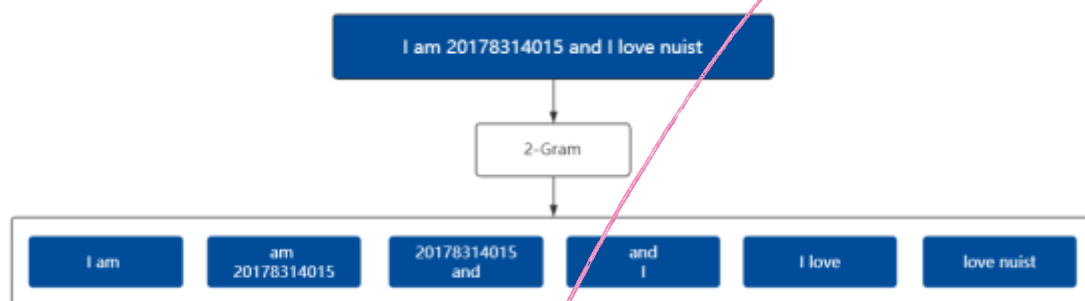 I am 20178314015 and I love nuist
2-Gram
I am
am
20178314015
20178314015
and
and
I
I love
love nuist